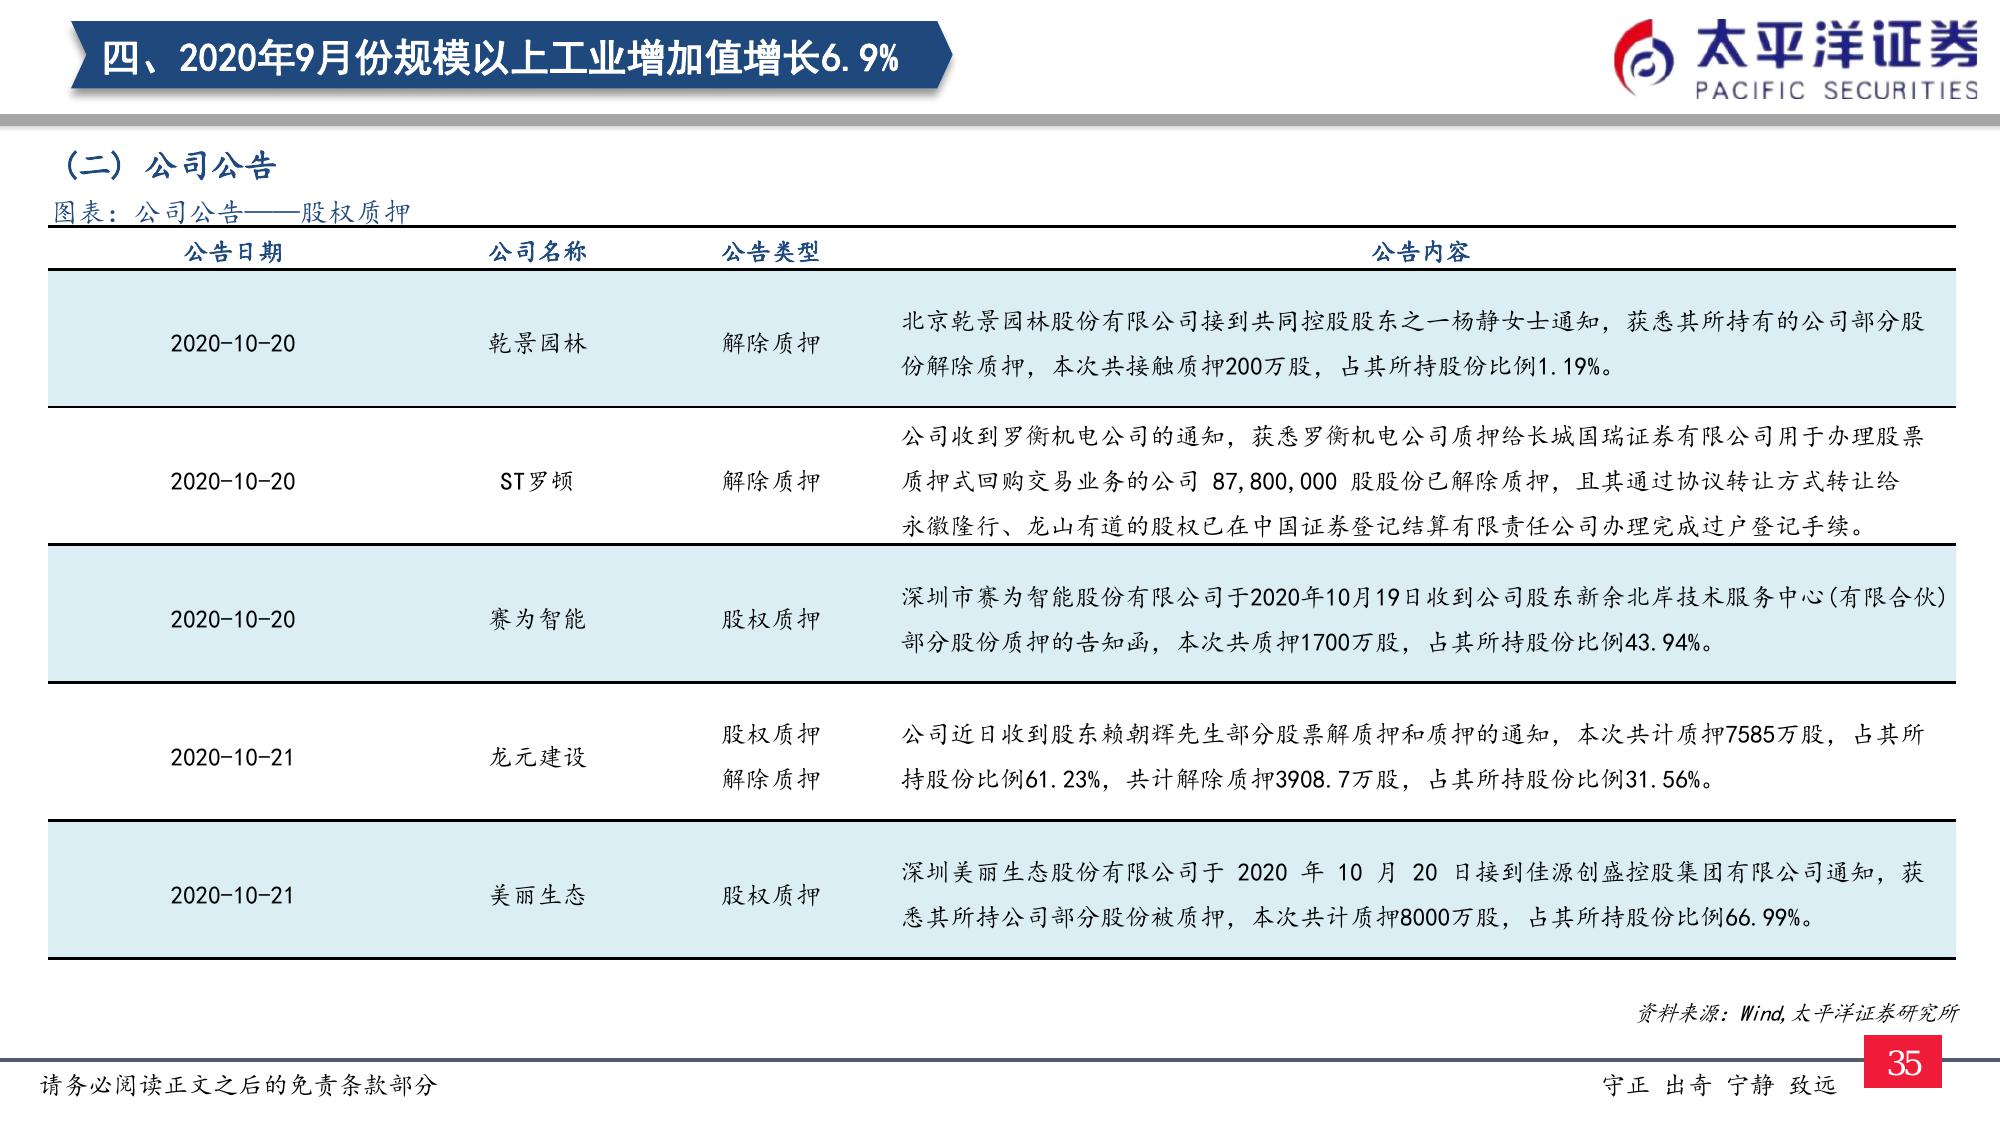 四、2020年9月份规模以上工业增加值增长6.9%
太平洋证券
PACIFIC SECURITIES
(二) 公司公告
图表：公司公告——股权质押
公告日期 公司名称 公告类型 公告内容
2020-10-20 乾景园林 解除质押
北京乾景园林股份有限公司接到共同控股股东之一杨静女士通知，获悉其所持有的公司部分股
份解除质押，本次共接触质押200万股，占其所持股份比例1.19%。
2020-10-20 ST罗顿 解除质押
公司收到罗衡机电公司的通知，获悉罗衡机电公司质押给长城国瑞证券有限公司用于办理股票
质押式回购交易业务的公司 87,800,000 股股份已解除质押，且其通过协议转让方式转让给
永徽隆行、龙山有道的股权已在中国证券登记结算有限责任公司办理完成过户登记手续。
2020-10-20 赛为智能 股权质押
深圳市赛为智能股份有限公司于2020年10月19日收到公司股东新余北岸技术服务中心(有限合伙)
部分股份质押的告知函，本次共质押1700万股，占其所持股份比例43.94%。
2020-10-21 龙元建设
股权质押
解除质押
公司近日收到股东赖朝辉先生部分股票解质押和质押的通知，本次共计质押7585万股，占其所
持股份比例61.23%，共计解除质押3908.7万股，占其所持股份比例31.56%。
2020-10-21 美丽生态 股权质押
深圳美丽生态股份有限公司于 2020 年 10 月 20 日接到佳源创盛控股集团有限公司通知，获
悉其所持公司部分股份被质押，本次共计质押8000万股，占其所持股份比例66.99%。
资料来源：Wind,太平洋证券研究所
35
请务必阅读正文之后的免责条款部分
守正 出奇 宁静 致远